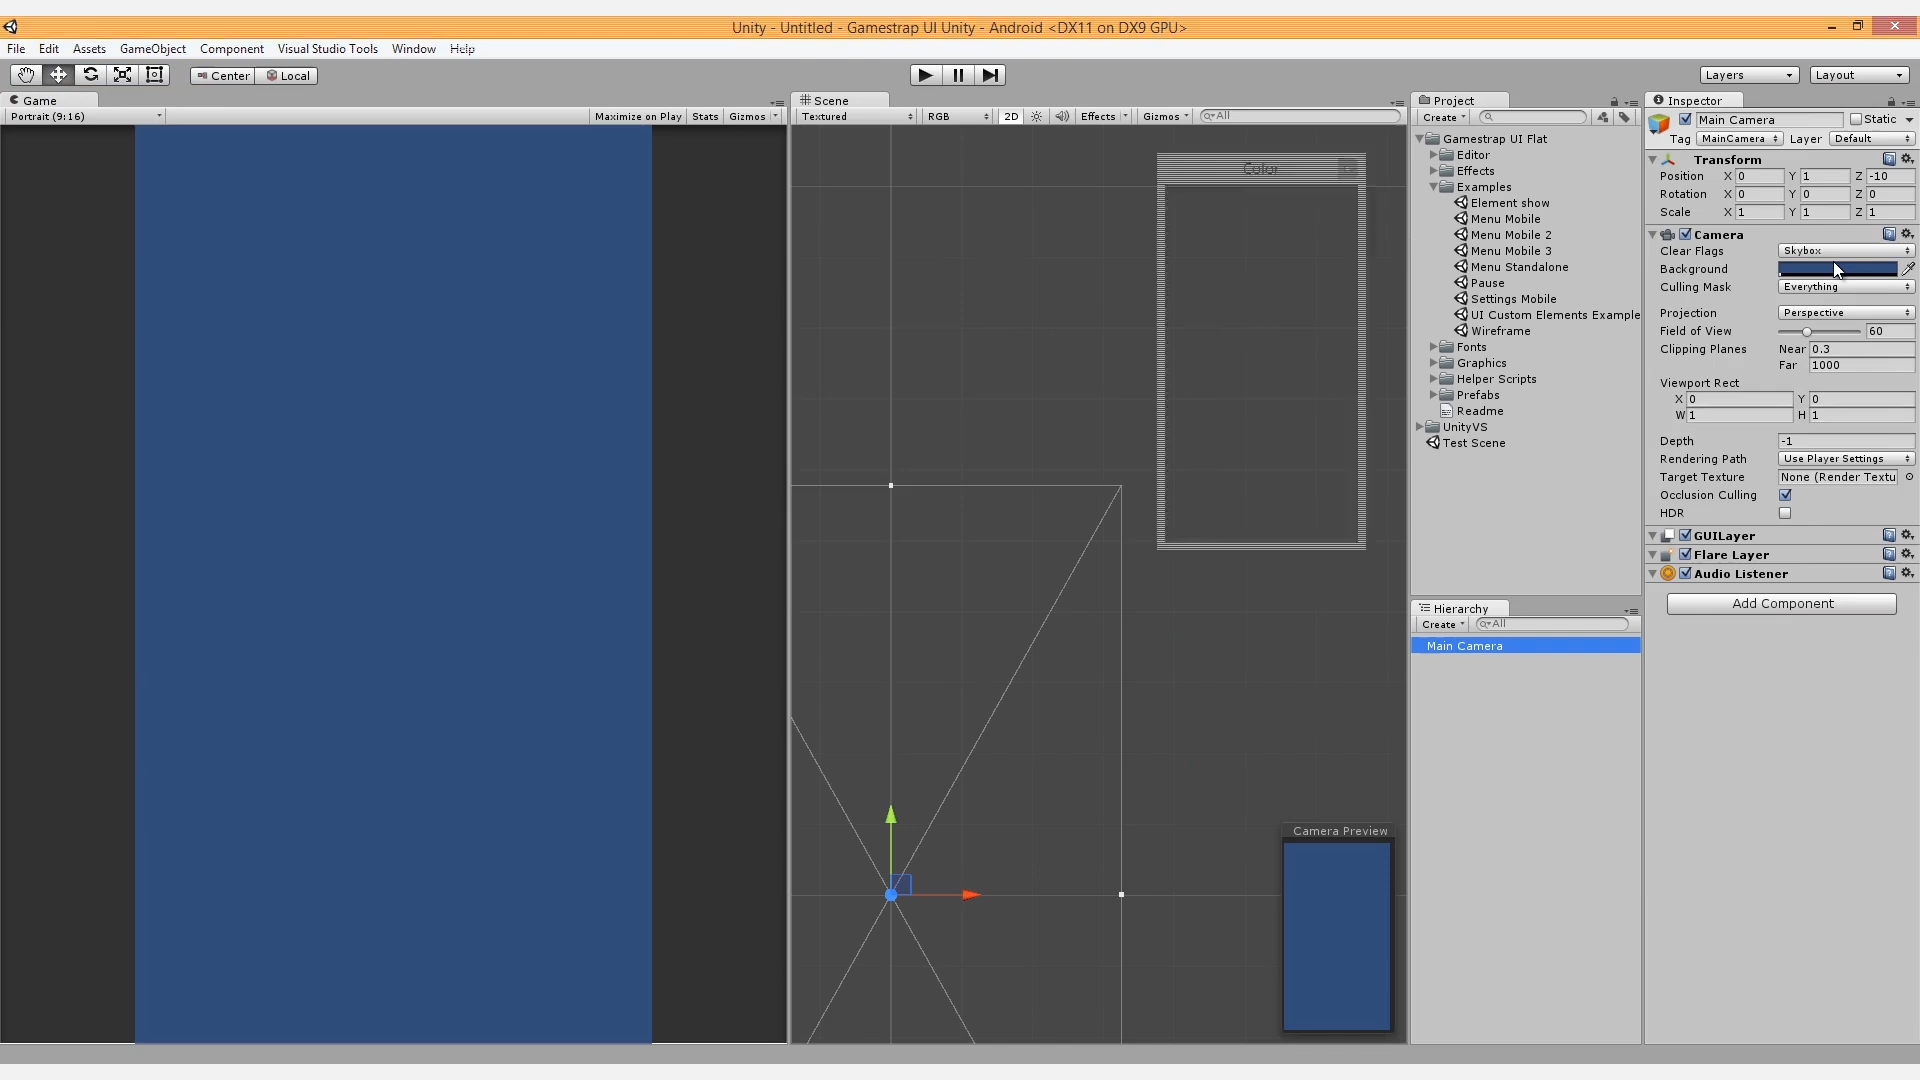 Unity - Untitled - Gamestrap UI Unity - Android <DX11 on DX9 GPU>
File Edit Assets GameObject Component Visual Studio Tools Window Help
Center Local Layers Layout
Game
Portrait (9:16) Maximize on Play Stats Gizmos
Scene
Textured RGB 2D Effects Gizmos All
Color
Camera Preview
Project
Create
Gamestrap UI Flat
Editor
Effects
Examples
Element show
Menu Mobile
Menu Mobile 2
Menu Mobile 3
Menu Standalone
Pause
Settings Mobile
UI Custom Elements Example
Wireframe
Fonts
Graphics
Helper Scripts
Prefabs
Readme
UnityVS
Test Scene
Hierarchy
Create All
Main Camera
Inspector
Main Camera Static
Tag MainCamera Layer Default
Transform
Position X 0 Y 1 Z -10
Rotation X 0 Y 0 Z 0
Scale X 1 Y 1 Z 1
Camera
Clear Flags Skybox
Background
Culling Mask Everything
Projection Perspective
Field of View 60
Clipping Planes Near 0.3
Far 1000
Viewport Rect
X 0 Y 0
W 1 H 1
Depth -1
Rendering Path Use Player Settings
Target Texture None (Render Textu
Occlusion Culling
HDR
GUILayer
Flare Layer
Audio Listener
Add Component